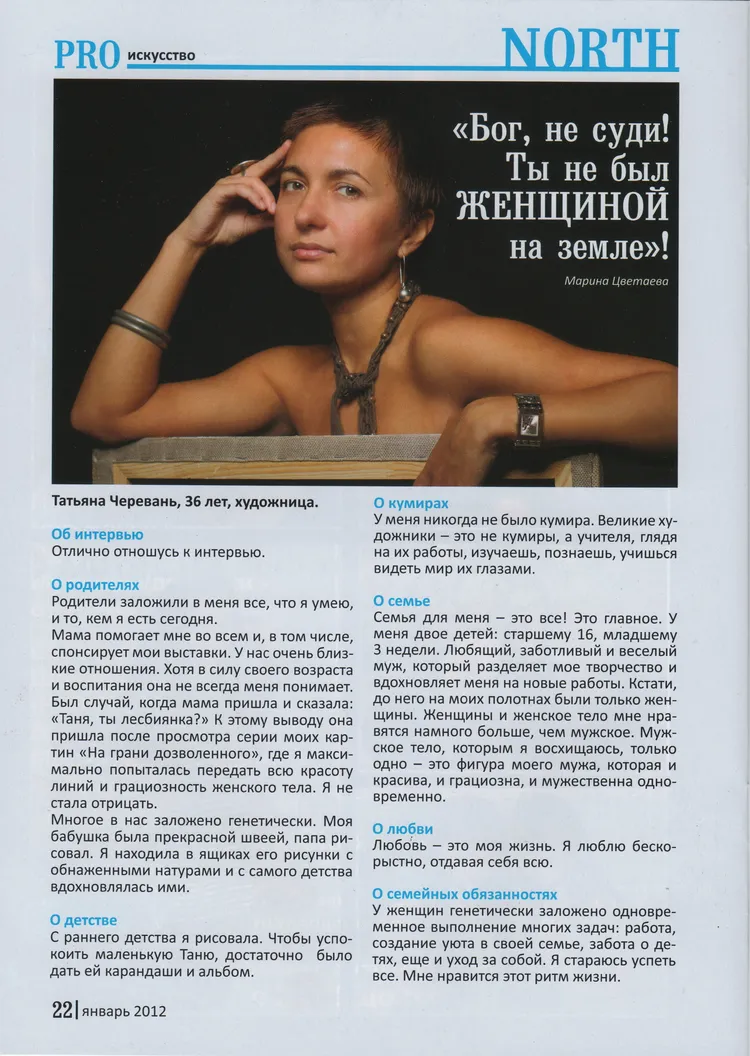 PRO искусство
NORTH
«Бог, не суди!
Ты не был
ЖЕНЩИНОЙ
на земле»!
Марина Цветаева
Татьяна Черевань, 36 лет, художница.
Об интервью
Отлично отношусь к интервью.
О родителях
Родители заложили в меня все, что я умею,
и то, кем я есть сегодня.
Мама помогает мне во всем и, в том числе,
спонсирует мои выставки. У нас очень близ-
кие отношения. Хотя в силу своего возраста
и воспитания она не всегда меня понимает.
Был случай, когда мама пришла и сказала:
«Таня, ты лесбиянка?» К этому выводу она
пришла после просмотра серии моих кар-
тин «На грани дозволенного», где я макси-
мально попыталась передать всю красоту
линий и грациозность женского тела. Я не
стала отрицать.
Многое в нас заложено генетически. Моя
бабушка была прекрасной швеей, папа ри-
совал. Я находила в ящиках его рисунки с
обнаженными натурами и с самого детства
вдохновлялась ими.
О детстве
С раннего детства я рисовала. Чтобы успо-
коить маленькую Таню, достаточно было
дать ей карандаши и альбом.
О кумирах
У меня никогда не было кумира. Великие ху-
дожники – это не кумиры, а учителя, глядя
на их работы, изучаешь, познаешь, учишься
видеть мир их глазами.
О семье
Семья для меня – это все! Это главное. У
меня двое детей: старшему 16, младшему
3 недели. Любящий, заботливый и веселый
муж, который разделяет мое творчество и
вдохновляет меня на новые работы. Кстати,
до него на моих полотнах были только жен-
щины. Женщины и женское тело мне нра-
вятся намного больше, чем мужское. Муж-
ское тело, которым я восхищаюсь, только
одно – это фигура моего мужа, которая и
красива, и грациозна, и мужественна одно-
временно.
О любви
Любовь – это моя жизнь. Я люблю беско-
рыстно, отдавая себя всю.
О семейных обязанностях
У женщин генетически заложено одновре-
менное выполнение многих задач: работа,
создание уюта в своей семье, забота о де-
тях, еще и уход за собой. Я стараюсь успеть
все. Мне нравится этот ритм жизни.
22| январь 2012